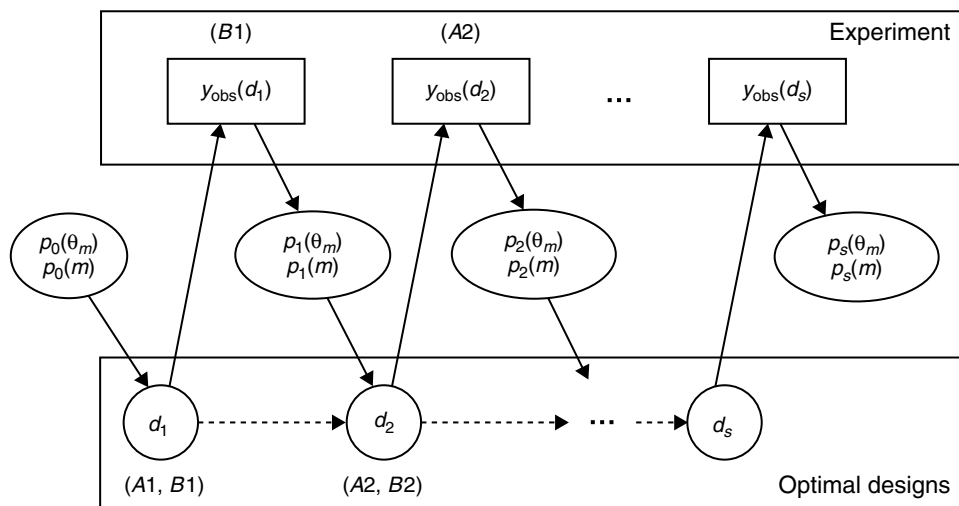 (B1) (A2) Experiment
y_obs(d_1) y_obs(d_2) ... y_obs(d_s)
p_0(θ_m) p_1(θ_m) p_2(θ_m) p_s(θ_m)
p_0(m) p_1(m) p_2(m) p_s(m)
d_1 d_2 ... d_s
(A1, B1) (A2, B2) Optimal designs